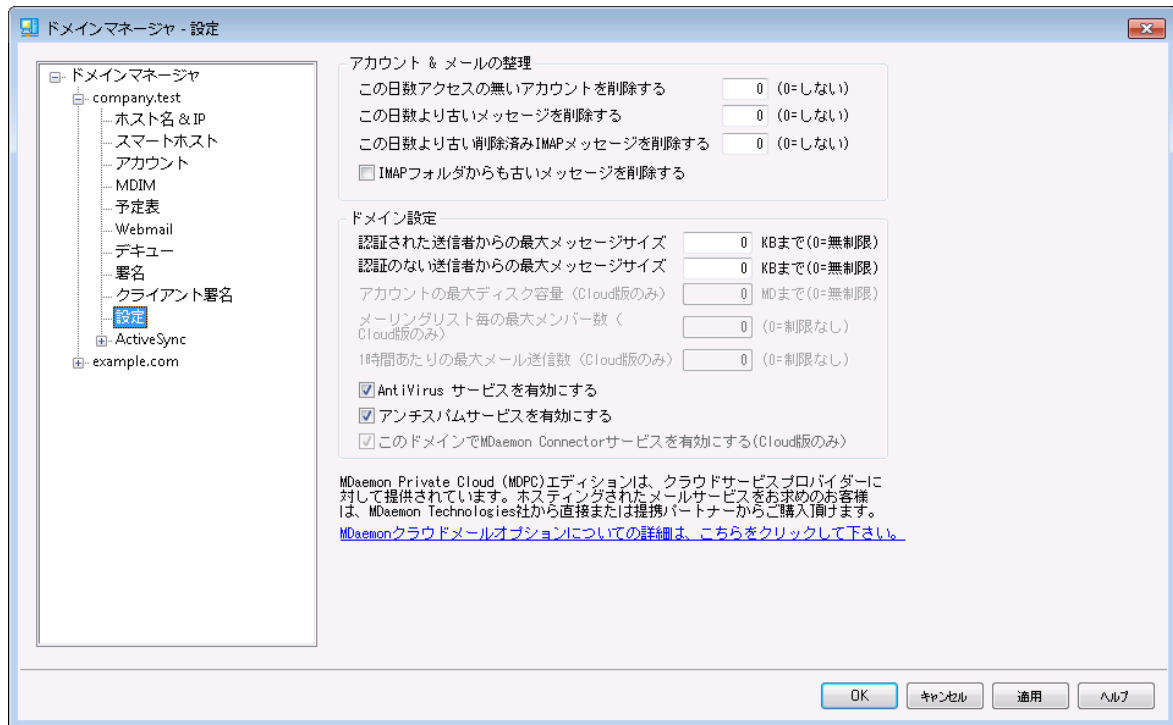 ドメインマネージャ - 設定
ドメインマネージャ
company.test
ホスト名 & IP
スマートホスト
アカウント
MDIM
予定表
Webmail
デキュー
署名
クライアント署名
設定
ActiveSync
example.com
アカウント & メールの整理
この日数アクセスの無いアカウントを削除する 0 (0=しない)
この日数より古いメッセージを削除する 0 (0=しない)
この日数より古い削除済みIMAPメッセージを削除する 0 (0=しない)
IMAPフォルダからも古いメッセージを削除する
ドメイン設定
認証された送信者からの最大メッセージサイズ 0 KBまで(0=無制限)
認証のない送信者からの最大メッセージサイズ 0 KBまで(0=無制限)
アカウントの最大ディスク容量 (Cloud版のみ) 0 MDまで(0=無制限)
メーリングリスト毎の最大メンバー数 (
Cloud版のみ) 0 (0=制限なし)
1時間あたりの最大メール送信数 (Cloud版のみ) 0 (0=制限なし)
AntiVirus サービスを有効にする
アンチスパムサービスを有効にする
このドメインでMDaemon Connectorサービスを有効にする(Cloud版のみ)
MDaemon Private Cloud (MDPC)エディションは、クラウドサービスプロバイダーに
対して提供されています。ホスティングされたメールサービスをお求めのお客様
は、MDaemon Technologies社から直接または提携パートナーからご購入頂けます。
MDaemonクラウドメールオプションについての詳細は、こちらをクリックして下さい。
OK キャンセル 適用 ヘルプ